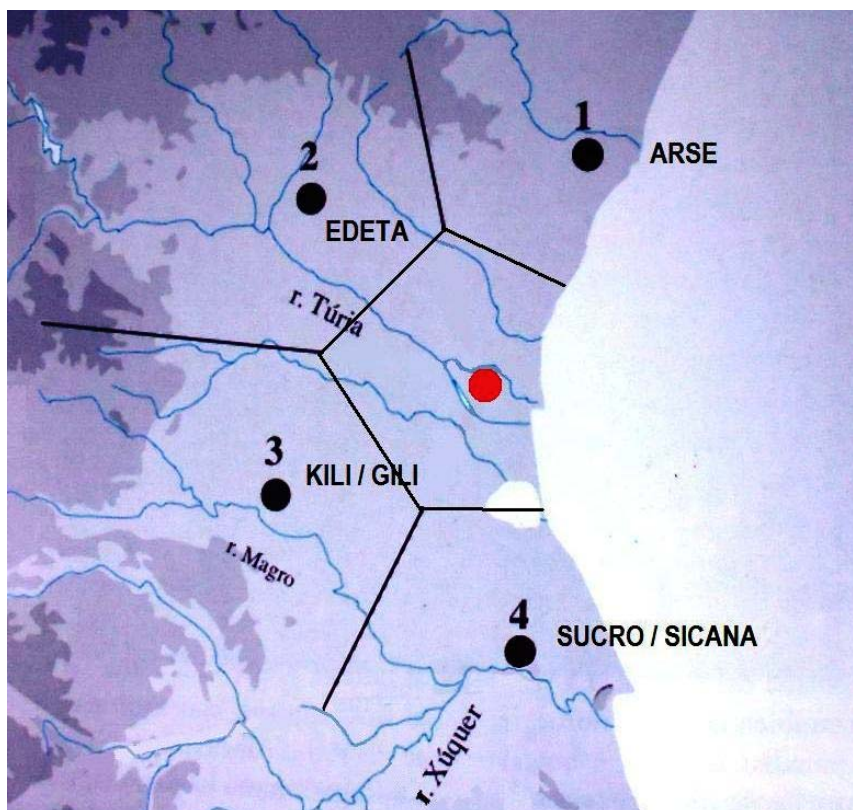 1
ARSE
2
EDETA
r. Túria
3
KILI / GILI
r. Magro
4
SUCRO / SICANA
r. Xúquer